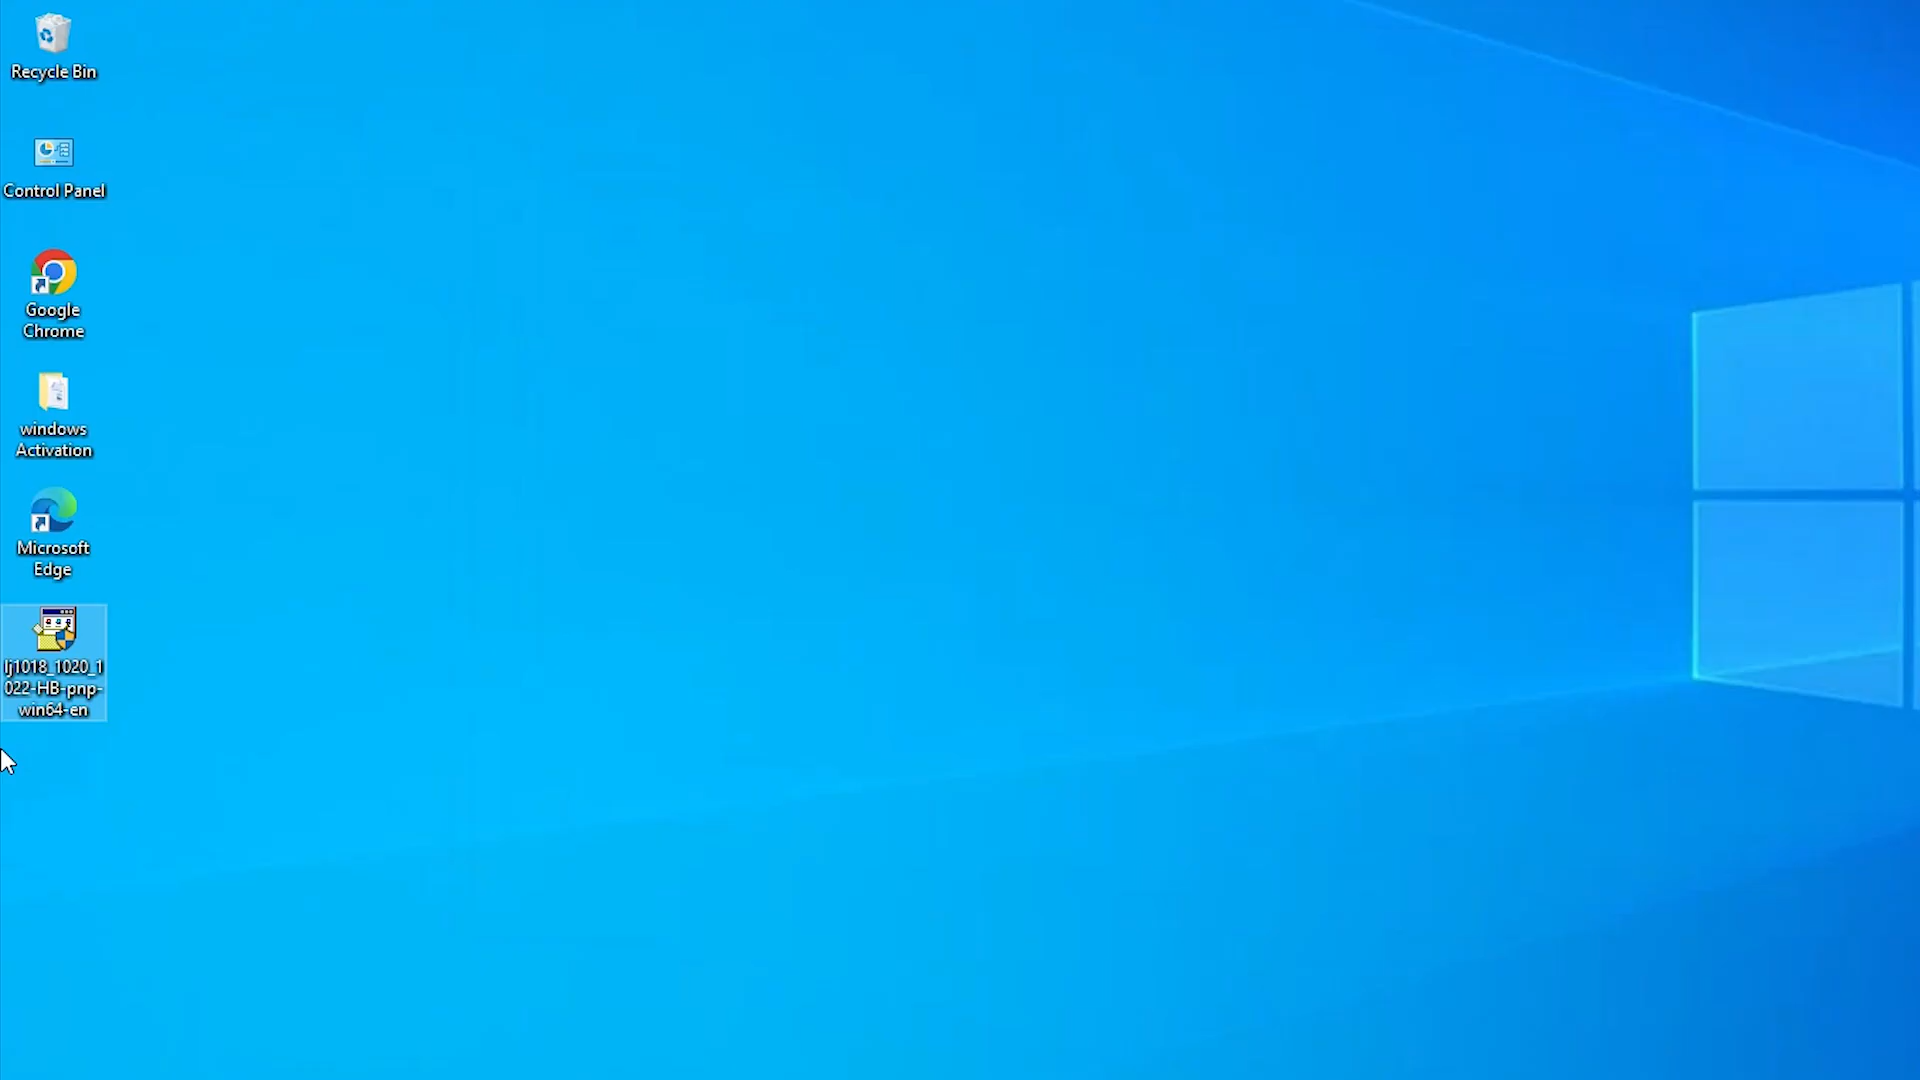 Recycle Bin
Control Panel
Google
Chrome
windows
Activation
Microsoft
Edge
lj1018_1020_1
022-HB-pnp-
win64-en